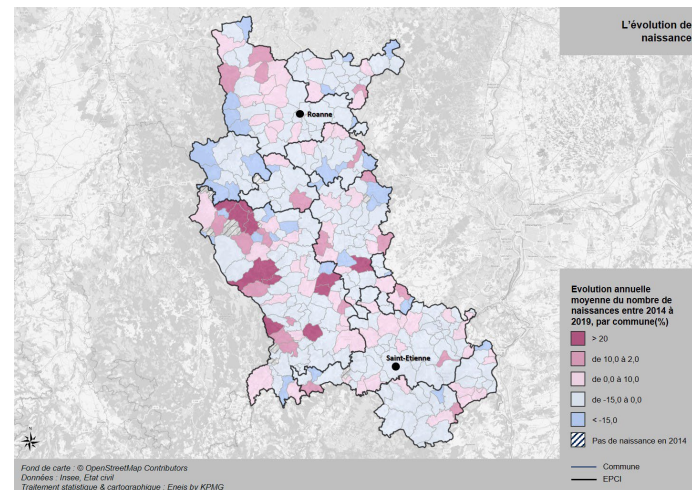 L'évolution de
naissance
Roanne
Saint-Etienne
Evolution annuelle
moyenne du nombre de
naissances entre 2014 à
2019, par commune(%)
> 20
de 10,0 à 2,0
de 0,0 à 10,0
de -15,0 à 0,0
< -15,0
Pas de naissance en 2014
Commune
EPCI
N
Fond de carte : © OpenStreetMap Contributors
Données : Insee, Etat civil
Traitement statistique & cartographique : Eneis by KPMG